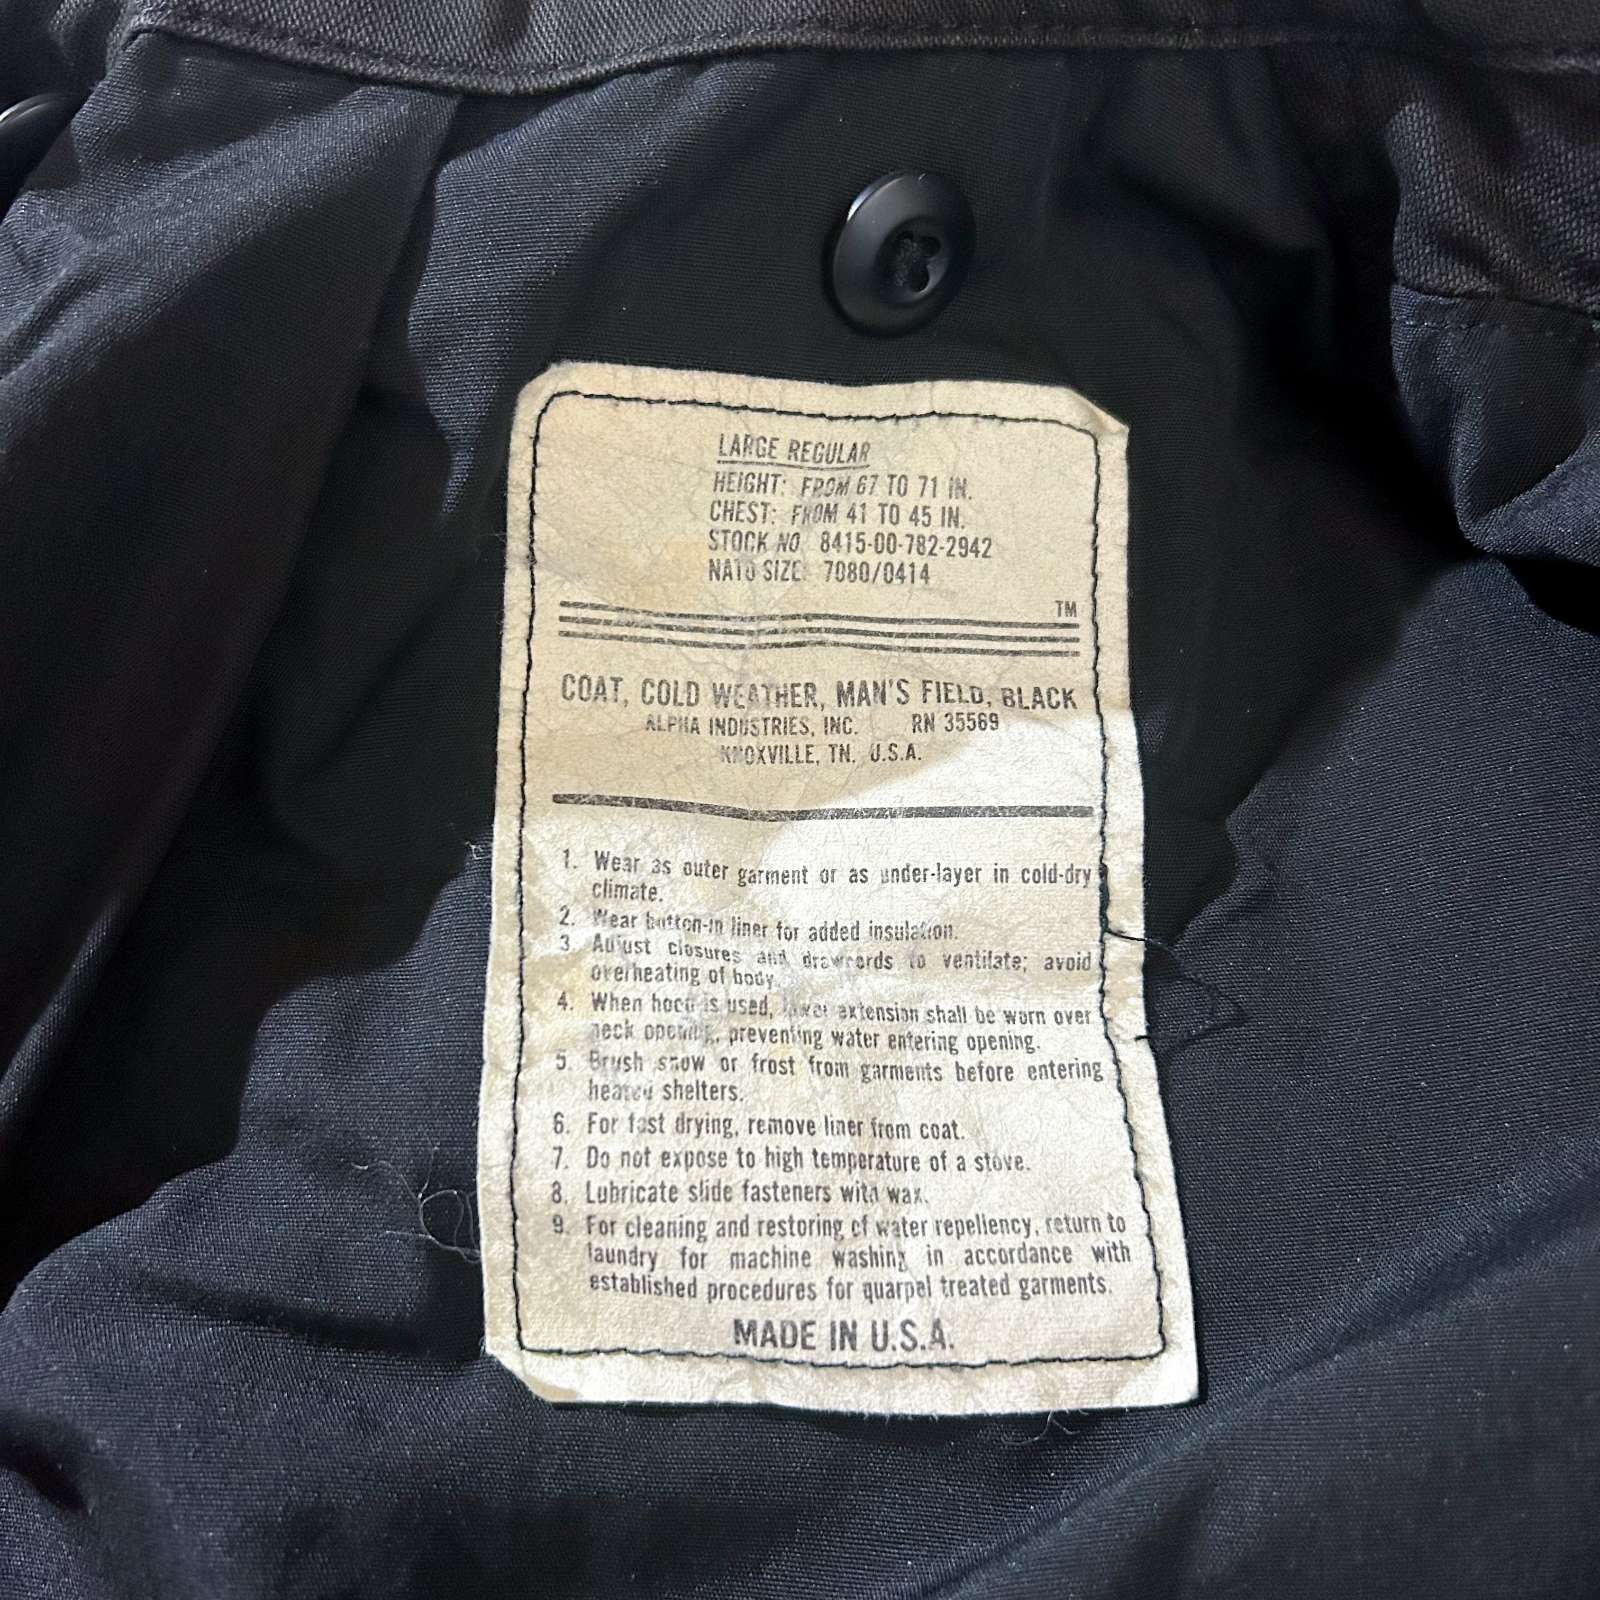 LARGE REGULAR
HEIGHT: FROM 67 TO 71 IN.
CHEST: FROM 41 TO 45 IN.
STOCK NO. 8415-00-782-2942
NATO SIZE: 7080/0414
TM
COAT, COLD WEATHER, MAN'S FIELD, BLACK
ALPHA INDUSTRIES, INC. RN 35569
KNOXVILLE, TN. U.S.A.
1. Wear as outer garment or as under-layer in cold-dry
climate.
2. Wear button-in liner for added insulation.
3. Adjust closures and drawcords to ventilate; avoid
overheating of body.
4. When hood is used, lower extension shall be worn over
neck opening, preventing water entering opening.
5. Brush snow or frost from garments before entering
heated shelters.
6. For fast drying, remove liner from coat.
7. Do not expose to high temperature of a stove.
8. Lubricate slide fasteners with wax.
9. For cleaning and restoring of water repellency, return to
laundry for machine washing in accordance with
established procedures for quarpel treated garments.
MADE IN U.S.A.